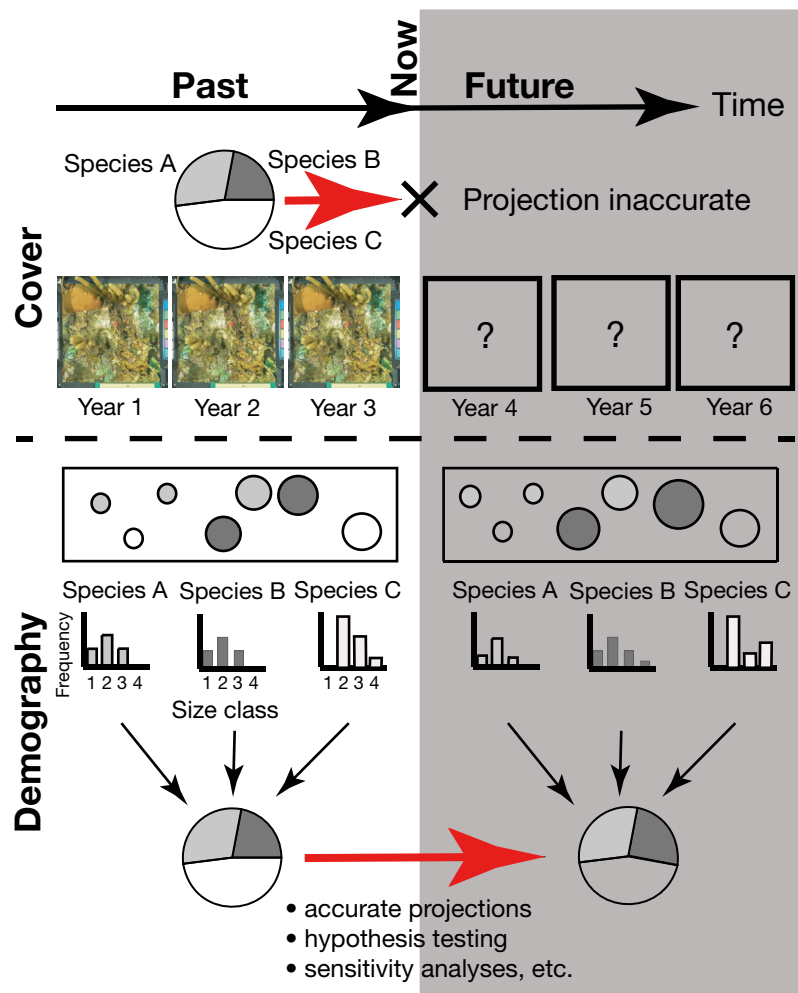 Past
Now
Future
Time
Species A
Species B
Species C
Projection inaccurate
Cover
? ? ?
Year 1 Year 2 Year 3 Year 4 Year 5 Year 6
Demography
Species A Species B Species C Species A Species B Species C
Frequency
1 2 3 4 1 2 3 4 1 2 3 4
Size class
• accurate projections
• hypothesis testing
• sensitivity analyses, etc.